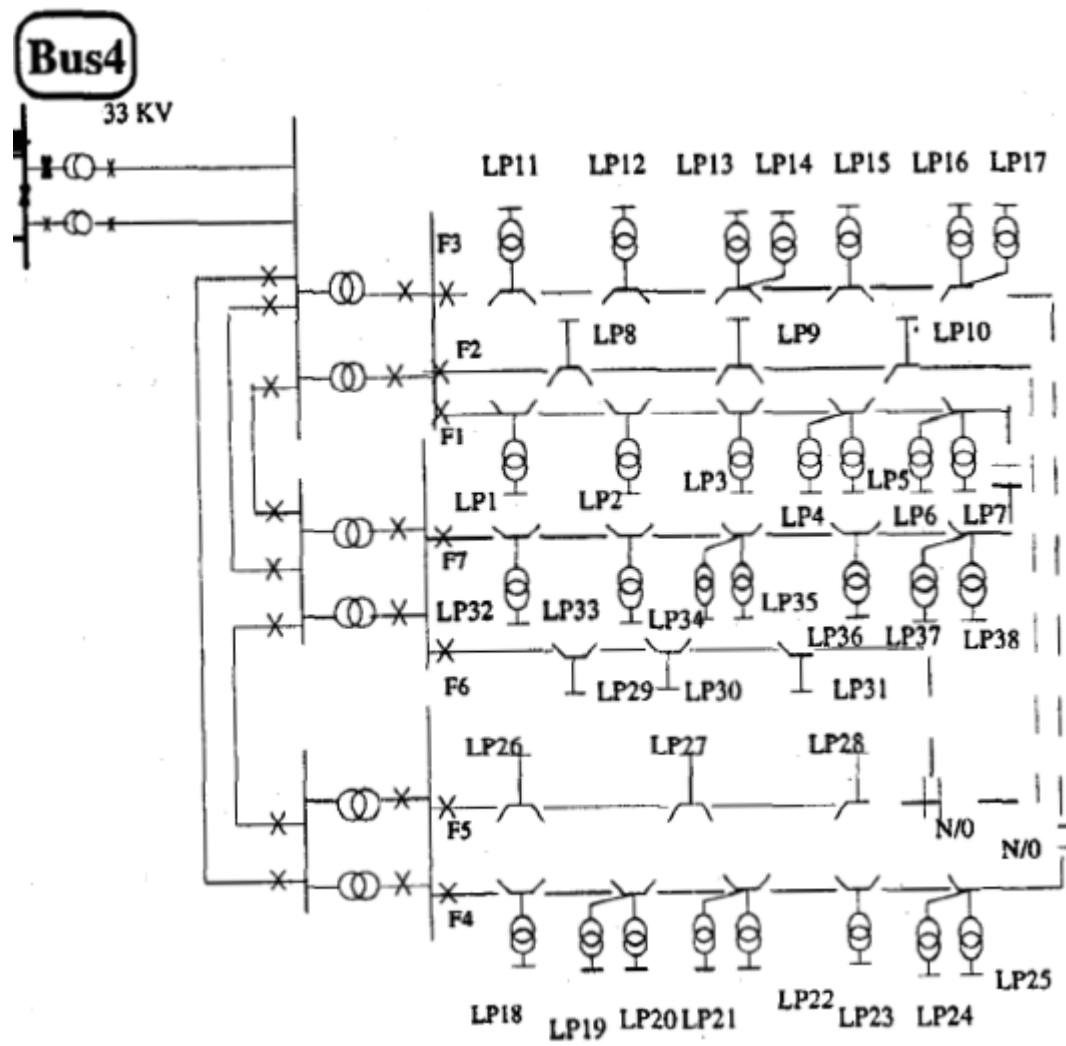 Bus4
33 KV
LP11 LP12 LP13 LP14 LP15 LP16 LP17
F3
LP8 LP9 LP10
F2
F1
LP1 LP2 LP3 LP4 LP5 LP6 LP7
F7
LP32 LP33 LP34 LP35 LP36 LP37 LP38
F6
LP29 LP30 LP31
LP26 LP27 LP28
F5
N/0
N/0
F4
LP18 LP19 LP20 LP21 LP22 LP23 LP24 LP25